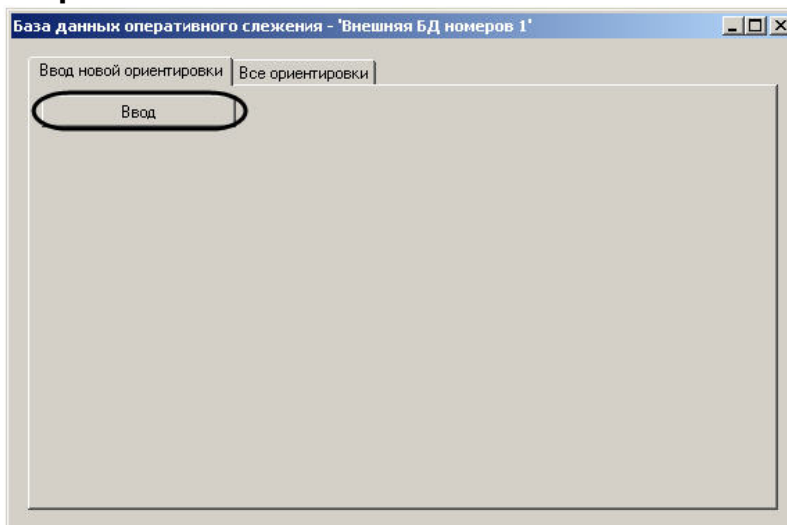 База данных оперативного слежения - 'Внешняя БД номеров 1'
Ввод новой ориентировки Все ориентировки
Ввод